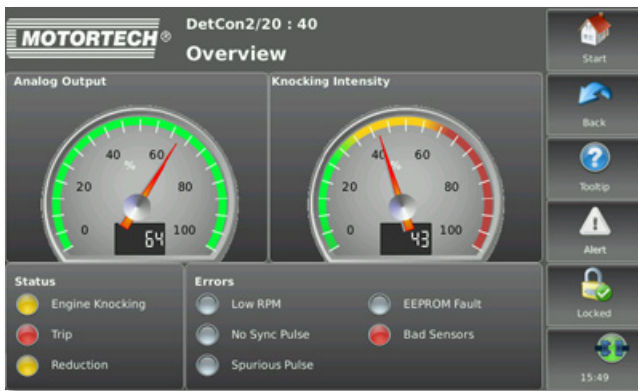 MOTORTECH®
DetCon2/20 : 40
Overview
Analog Output
0
20
40
60
80
100
%
64
Knocking Intensity
0
20
40
60
80
100
%
43
Status
Engine Knocking
Trip
Reduction
Errors
Low RPM
No Sync Pulse
Spurious Pulse
EEPROM Fault
Bad Sensors
Start
Back
Tooltip
Alert
Locked
15:49